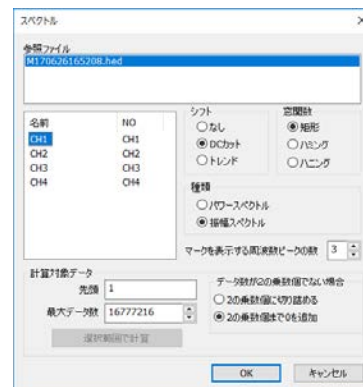 スペクトル
参照ファイル
M170626165208.hed
名前 NO
CH1 CH1
CH2 CH2
CH3 CH3
CH4 CH4
シフト
なし
DCカット
トレンド
窓関数
矩形
ハミング
ハニング
種類
パワースペクトル
振幅スペクトル
マークを表示する周波数ピークの数 3
計算対象データ
先頭 1
最大データ数 16777216
選択範囲で計算
データ数が2の乗数個でない場合
2の乗数個に切り詰める
2の乗数個まで0を追加
OK キャンセル